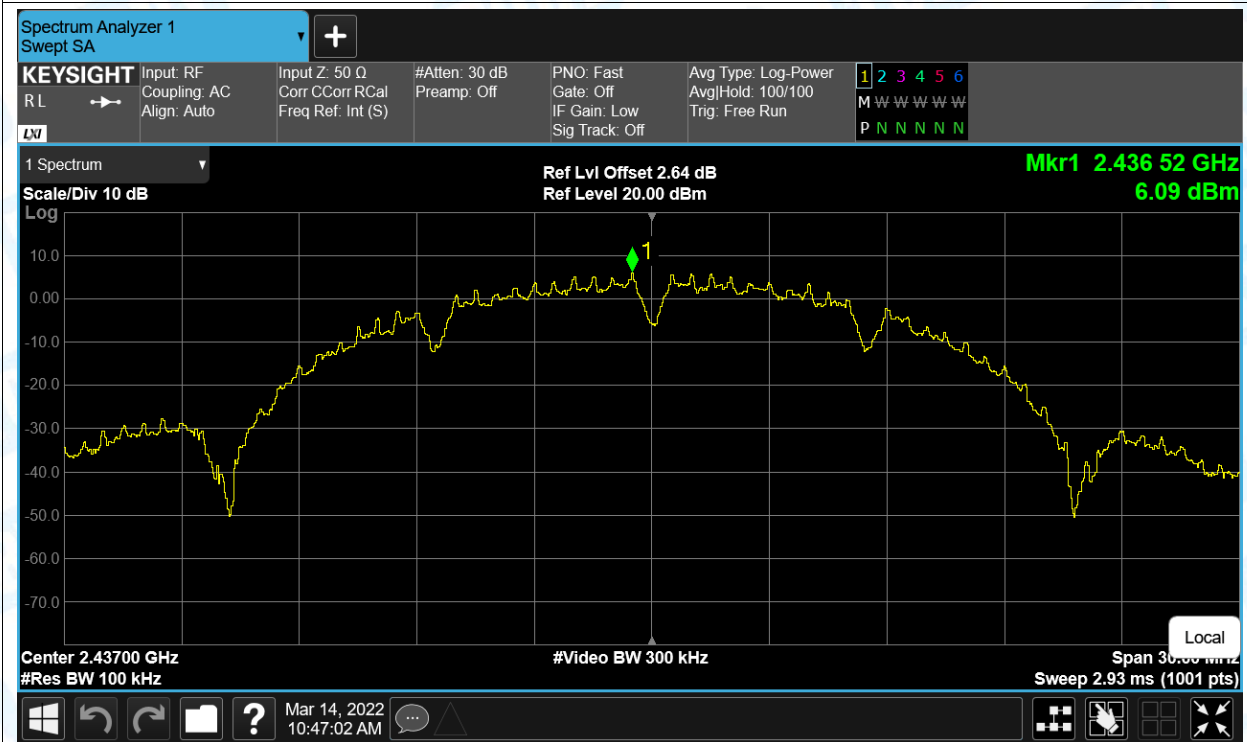 Spectrum Analyzer 1
Swept SA
KEYSIGHT
R L
LXI
Input: RF
Coupling: AC
Align: Auto
Input Z: 50 Ω
Corr CCorr RCal
Freq Ref: Int (S)
#Atten: 30 dB
Preamp: Off
PNO: Fast
Gate: Off
IF Gain: Low
Sig Track: Off
Avg Type: Log-Power
Avg|Hold: 100/100
Trig: Free Run
1 2 3 4 5 6
M W W W W W
P N N N N N
1 Spectrum
Scale/Div 10 dB
Log
Ref Lvl Offset 2.64 dB
Ref Level 20.00 dBm
Mkr1 2.436 52 GHz
6.09 dBm
1
10.0
0.00
-10.0
-20.0
-30.0
-40.0
-50.0
-60.0
-70.0
Local
Center 2.43700 GHz
#Video BW 300 kHz
Span 30.00 MHz
#Res BW 100 kHz
Sweep 2.93 ms (1001 pts)
?
Mar 14, 2022
10:47:02 AM